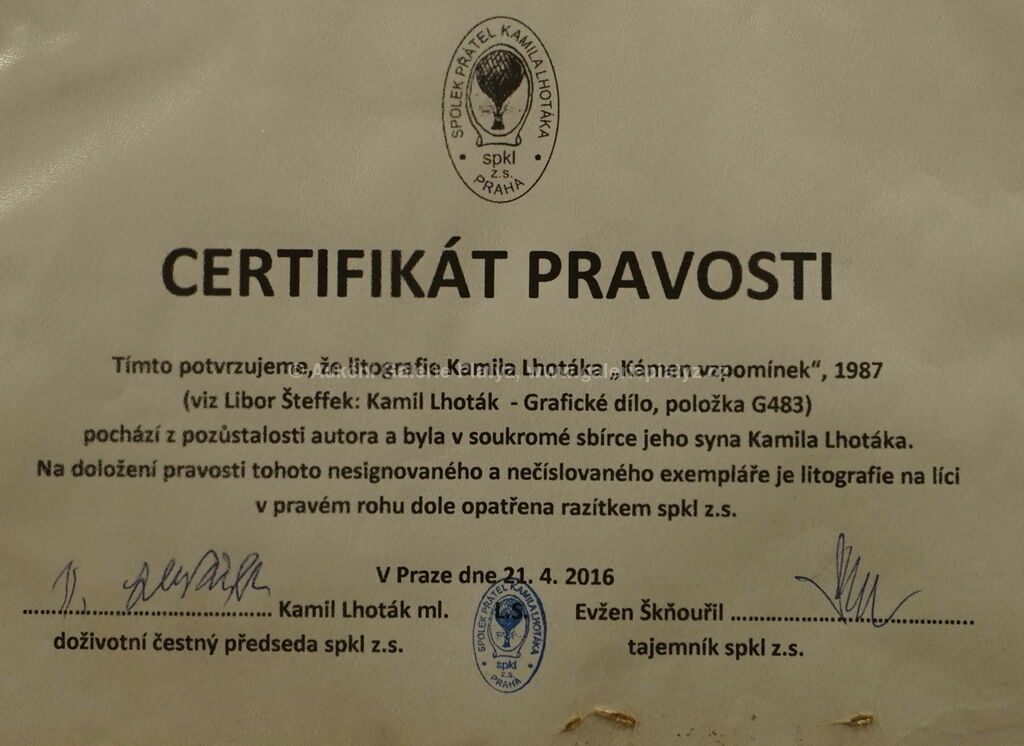 SPOLEK PŘÁTEL KAMILA LHOTÁKA
spkl
z.s.
PRAHA
CERTIFIKÁT PRAVOSTI
Tímto potvrzujeme, že litografie Kamila Lhotáka „Kámen vzpomínek“, 1987
(viz Libor Šteffek: Kamil Lhoták - Grafické dílo, položka G483)
pochází z pozůstalosti autora a byla v soukromé sbírce jeho syna Kamila Lhotáka.
Na doložení pravosti tohoto nesignovaného a nečíslovaného exempláře je litografie na líci
v pravém rohu dole opatřena razítkem spkl z.s.
V Praze dne 21. 4. 2016
........................................ Kamil Lhoták ml. L.S. Evžen Škňouřil ........................................
doživotní čestný předseda spkl z.s. tajemník spkl z.s.
SPOLEK PŘÁTEL KAMILA LHOTÁKA
spkl
z.s.
PRAHA